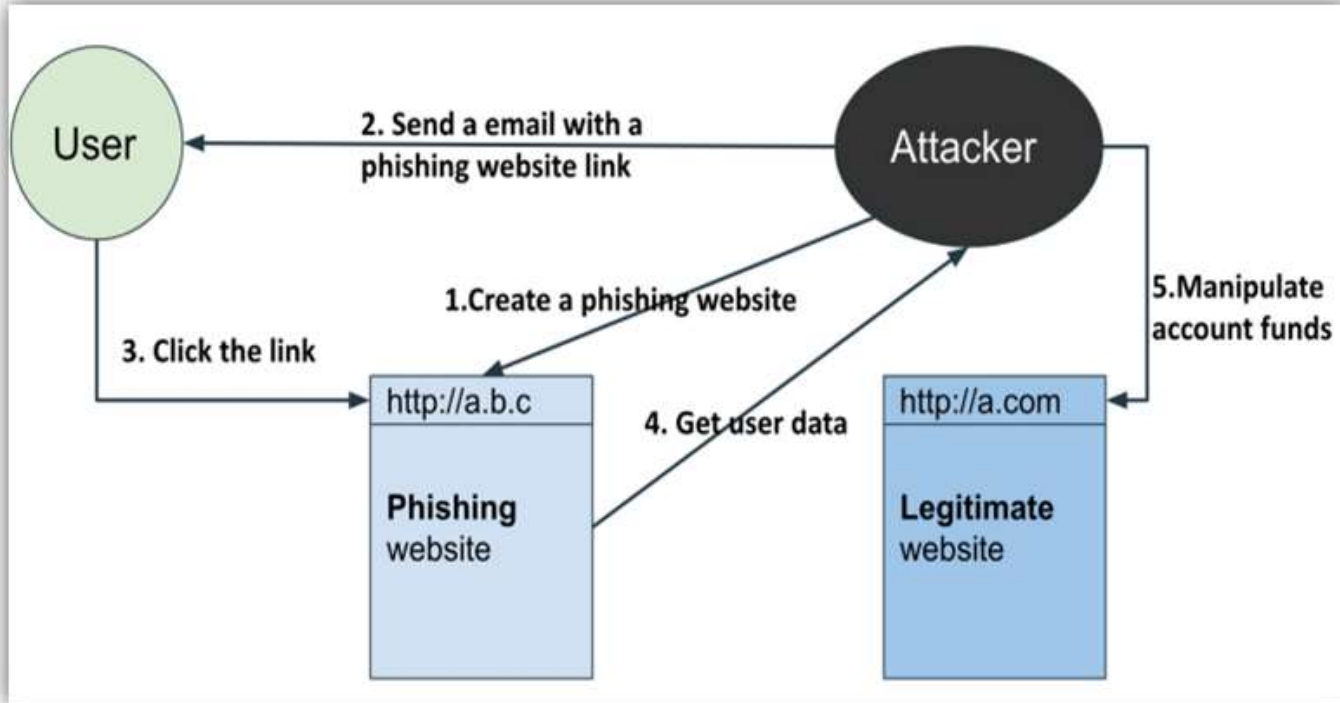 User
2. Send a email with a
phishing website link
Attacker
1.Create a phishing website
5.Manipulate
account funds
3. Click the link
http://a.b.c
4. Get user data
http://a.com
Phishing
website
Legitimate
website